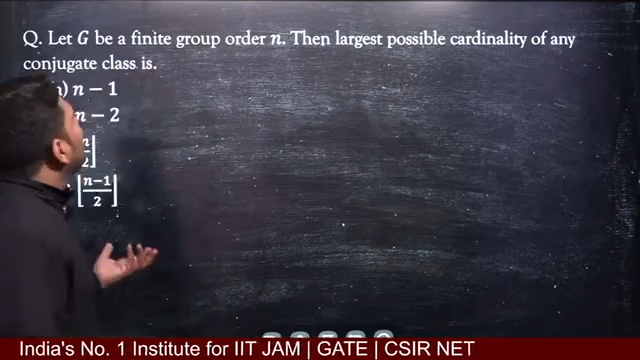 Q. Let G be a finite group order n. Then largest possible cardinality of any
conjugate class is.
) n − 1
n − 2
n/2⌋
⌊(n−1)/2⌋
India's No. 1 Institute for IIT JAM | GATE | CSIR NET